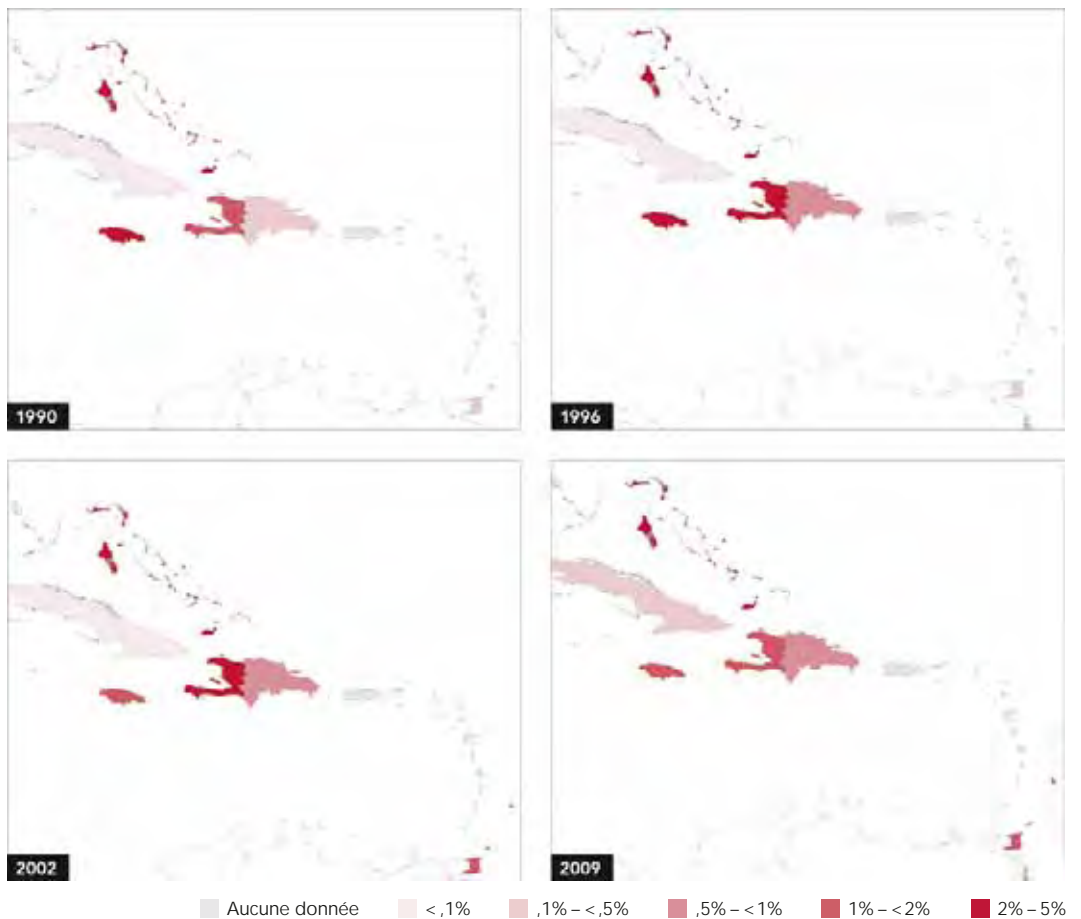 1990
1996
2002
2009
Aucune donnée < ,1% ,1% – < ,5% ,5% – < 1% 1% – <2% 2% – 5%